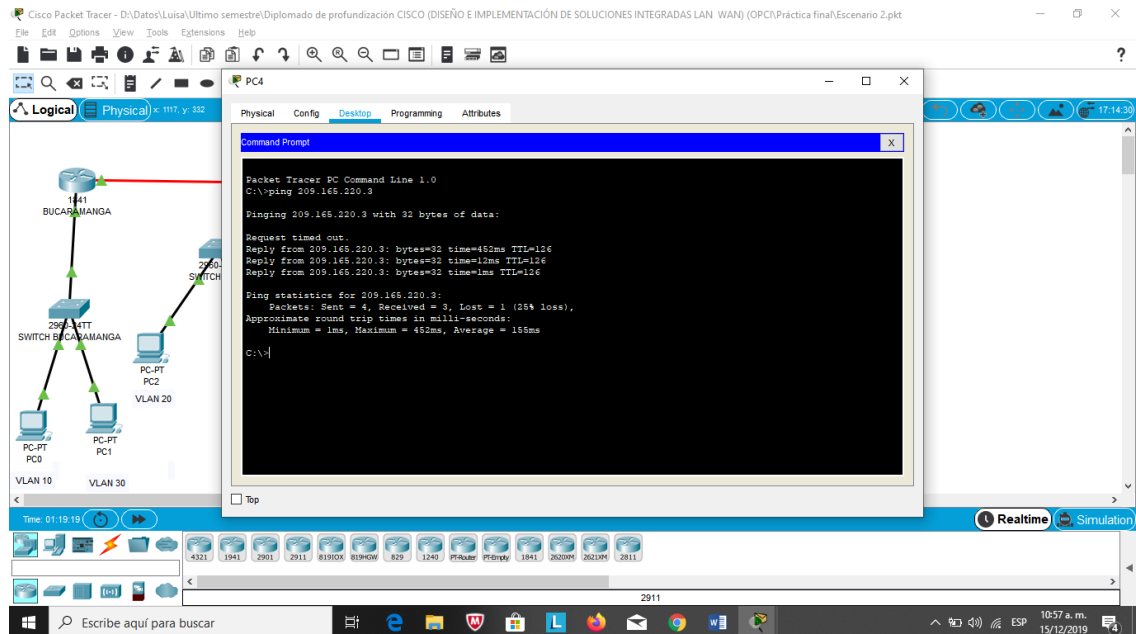 Cisco Packet Tracer - D:\Datos\Luisa\Ultimo semestre\Diplomado de profundización CISCO (DISEÑO E IMPLEMENTACIÓN DE SOLUCIONES INTEGRADAS LAN WAN) (OPCI\Práctica final\Escenario 2.pkt
File Edit Options View Tools Extensions Help
?
PC4
Logical Physical x: 1117, y: 332
17:14:30
Physical Config Desktop Programming Attributes
Command Prompt X
Packet Tracer PC Command Line 1.0
C:\>ping 209.165.220.3
Pinging 209.165.220.3 with 32 bytes of data:
Request timed out.
Reply from 209.165.220.3: bytes=32 time=452ms TTL=126
Reply from 209.165.220.3: bytes=32 time=12ms TTL=126
Reply from 209.165.220.3: bytes=32 time=1ms TTL=126
Ping statistics for 209.165.220.3:
Packets: Sent = 4, Received = 3, Lost = 1 (25% loss),
Approximate round trip times in milli-seconds:
Minimum = 1ms, Maximum = 452ms, Average = 155ms
C:\>
1841
BUCARAMANGA
2960-
SWITCH
2960-24TT
SWITCH BUCARAMANGA
PC-PT
PC2
VLAN 20
PC-PT
PC0
PC-PT
PC1
VLAN 10
VLAN 30
Top
Time: 01:19:19
Realtime Simulation
4321 1941 2901 2911 819IOX 819HGW 829 1240 PT-Router PT-Empty 1841 2620XM 2621XM 2811
2911
Escribe aquí para buscar
ESP
10:57 a. m.
15/12/2019
4